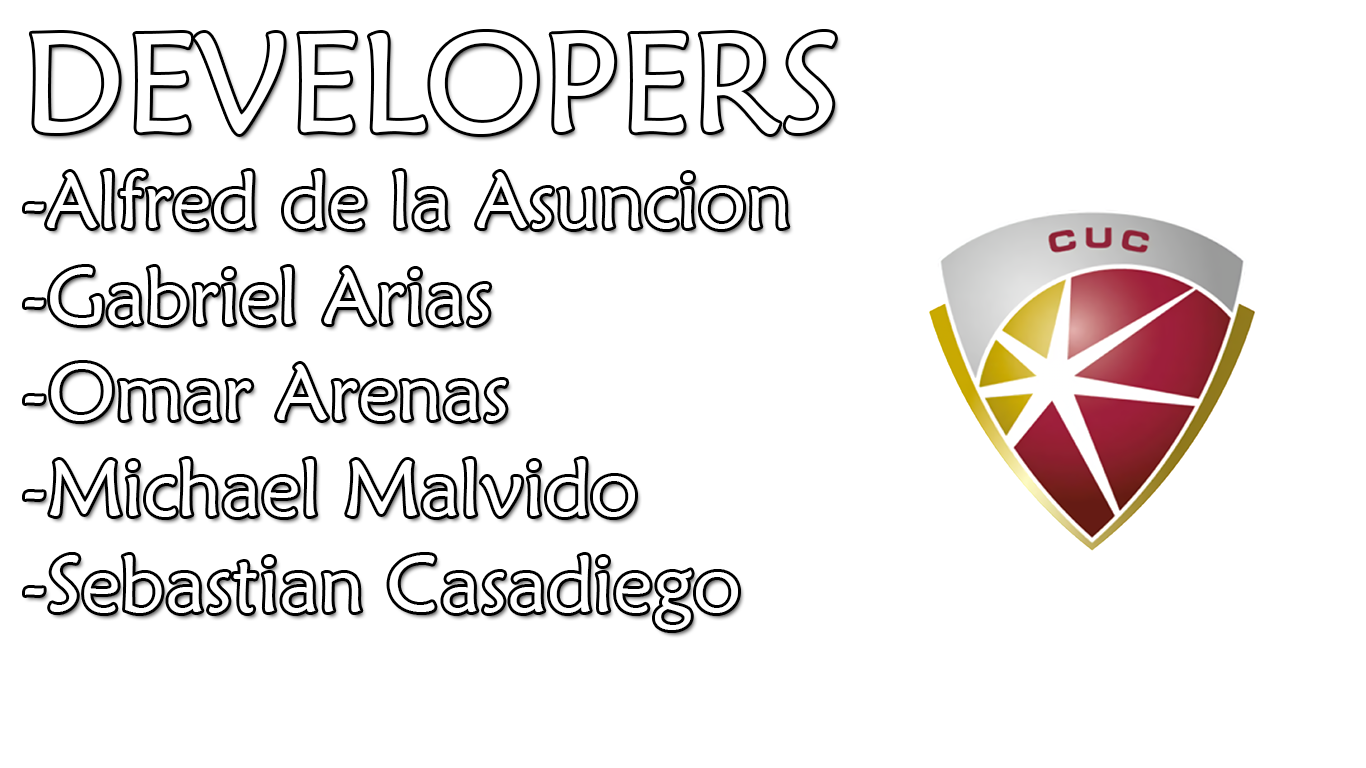 DEVELOPERS
-Alfred de la Asuncion
-Gabriel Arias
-Omar Arenas
-Michael Malvido
-Sebastian Casadiego
CUC